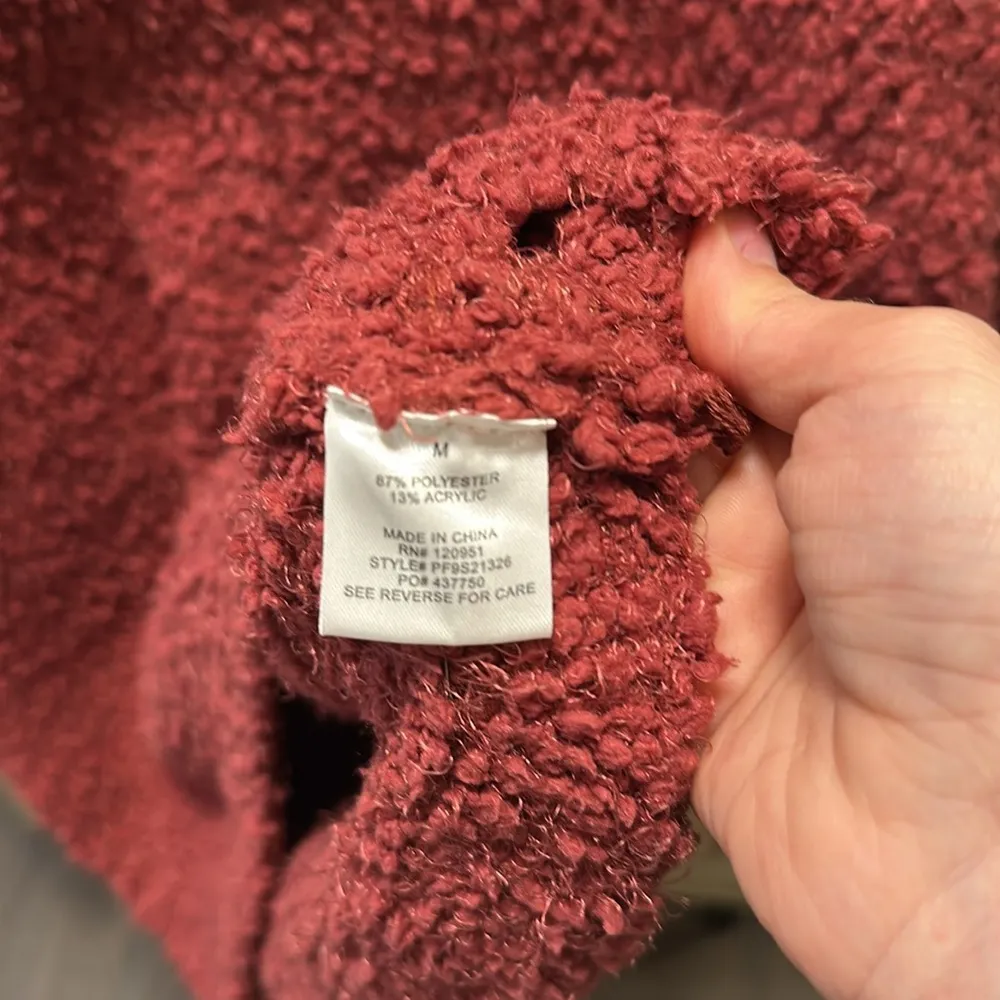 M
87% POLYESTER
13% ACRYLIC
MADE IN CHINA
RN# 120951
STYLE# PF9S21326
PO# 437750
SEE REVERSE FOR CARE